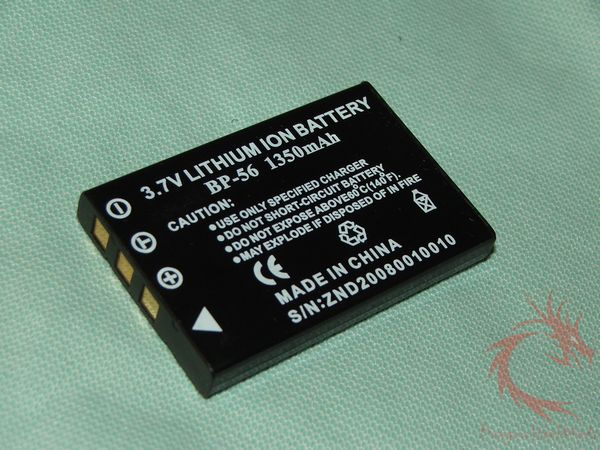 3.7V LITHIUM ION BATTERY
BP-56 1350mAh
CAUTION:
●USE ONLY SPECIFIED CHARGER
●DO NOT SHORT-CIRCUIT BATTERY
●DO NOT EXPOSE ABOVE60°C(140°F)
●MAY EXPLODE IF DISPOSED OF IN FIRE
CE
MADE IN CHINA
S/N:ZND20080010010